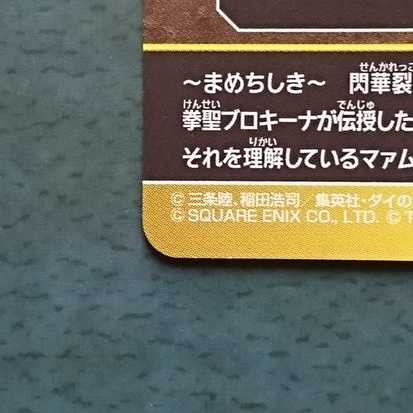 ～まめちしき～　閃華裂
拳聖ブロキーナが伝授した
それを理解しているマァム
© 三条陸、稲田浩司／集英社・ダイの
© SQUARE ENIX CO., LTD. © T